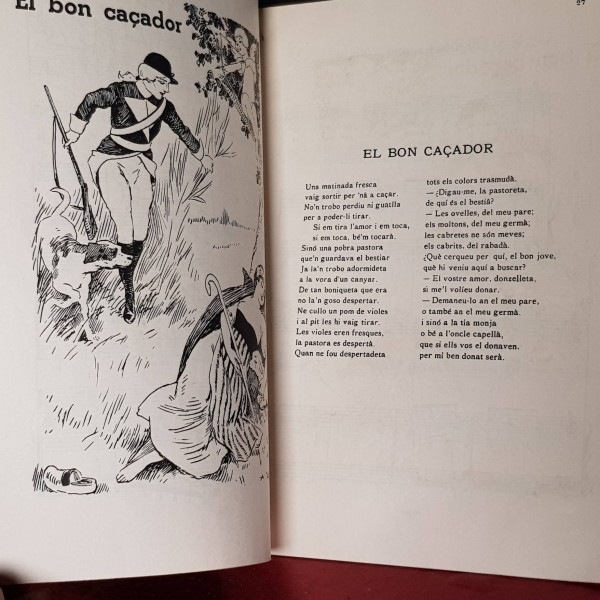 El bon caçador
27
EL BON CAÇADOR
Una matinada fresca
vaig sortir per 'nà a caçar.
No'n trobo perdiu ni guatlla
per a poder-li tirar.
Si em tira l'amor i em toca,
si em toca, bé'm tocarà.
Sinó una pobra pastora
que'n guardava el bestiar
Ja la'n trobo adormideta
a la vora d'un canyar.
De tan boniqueta que era
no la'n goso despertar.
Ne cullo un pom de violes
i al pit les hi vaig tirar.
Les violes eren fresques,
la pastora es despertà.
Quan ne fou despertadeta
tots els colors trasmudà.
— ¿Digau-me, la pastoreta,
de quí és el bestià?
— Les ovelles, del meu pare;
els moltons, del meu germà;
les cabretes ne són meves;
els cabrits, del rabadà.
¿Què cerqueu per quí, el bon jove,
què hi veniu aquí a buscar?
— El vostre amor, donzelleta,
si me'l volíeu donar.
— Demaneu-lo an el meu pare,
o també an el meu germà.
i sinó a la tia monja
o bé a l'oncle capellà,
que si ells vos el donaven.
per mí ben donat serà.